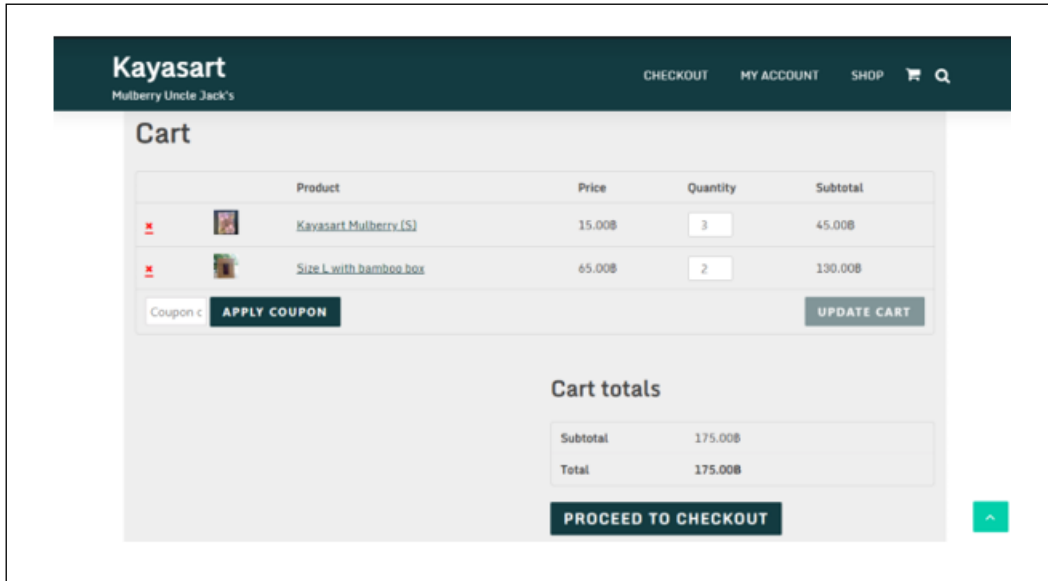 Kayasart
CHECKOUT MY ACCOUNT SHOP
Mulberry Uncle Jack's
Cart
Product Price Quantity Subtotal
Kayasart Mulberry (S) 15.00฿ 3 45.00฿
Size L with bamboo box 65.00฿ 2 130.00฿
Coupon c APPLY COUPON UPDATE CART
Cart totals
Subtotal 175.00฿
Total 175.00฿
PROCEED TO CHECKOUT